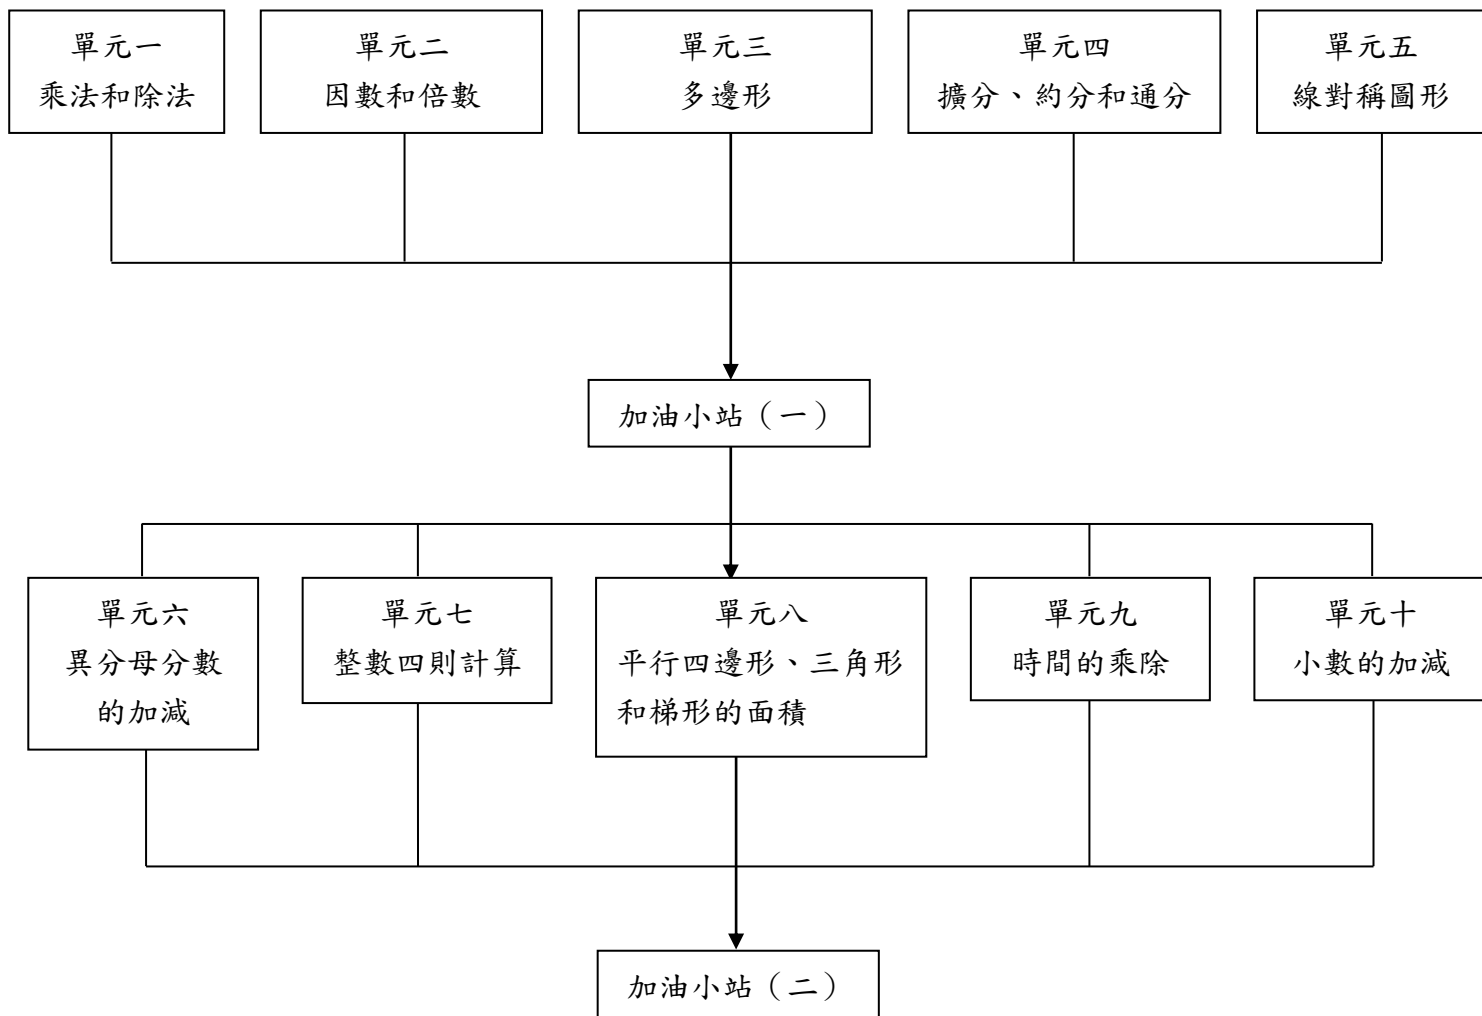 單元一
乘法和除法
單元二
因數和倍數
單元三
多邊形
單元四
擴分、約分和通分
單元五
線對稱圖形
加油小站（一）
單元六
異分母分數
的加減
單元七
整數四則計算
單元八
平行四邊形、三角形
和梯形的面積
單元九
時間的乘除
單元十
小數的加減
加油小站（二）